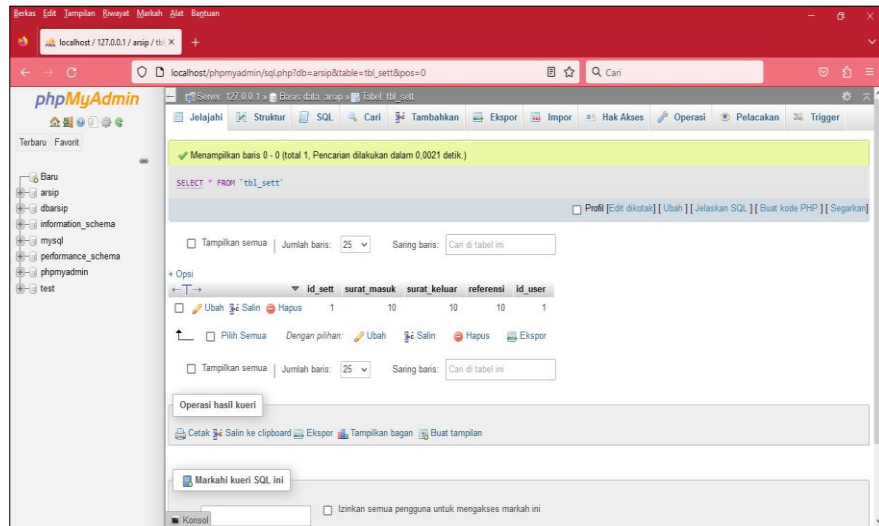 Berkas Edit Tampilan Riwayat Markah Alat Bantuan
localhost / 127.0.0.1 / arsip / tbl
localhost/phpmyadmin/sql.php?db=arsip&table=tbl_sett&pos=0
Cari
phpMyAdmin
Terbaru Favorit
Baru
arsip
dbarsip
information_schema
mysql
performance_schema
phpmyadmin
test
Server: 127.0.0.1 » Basis data: arsip » Tabel: tbl_sett
Jelajahi Struktur SQL Cari Tambahkan Ekspor Impor Hak Akses Operasi Pelacakan Trigger
Menampilkan baris 0 - 0 (total 1, Pencarian dilakukan dalam 0,0021 detik.)
SELECT * FROM `tbl_sett`
Profil [Edit dikotak] [ Ubah ] [ Jelaskan SQL ] [ Buat kode PHP ] [ Segarkan]
Tampilkan semua | Jumlah baris: 25 Saring baris: Cari di tabel ini
+ Opsi
←T→ id_sett surat_masuk surat_keluar referensi id_user
Ubah Salin Hapus 1 10 10 10 1
Pilih Semua Dengan pilihan: Ubah Salin Hapus Ekspor
Tampilkan semua | Jumlah baris: 25 Saring baris: Cari di tabel ini
Operasi hasil kueri
Cetak Salin ke clipboard Ekspor Tampilkan bagan Buat tampilan
Markahi kueri SQL ini
Izinkan semua pengguna untuk mengakses markah ini
Konsol